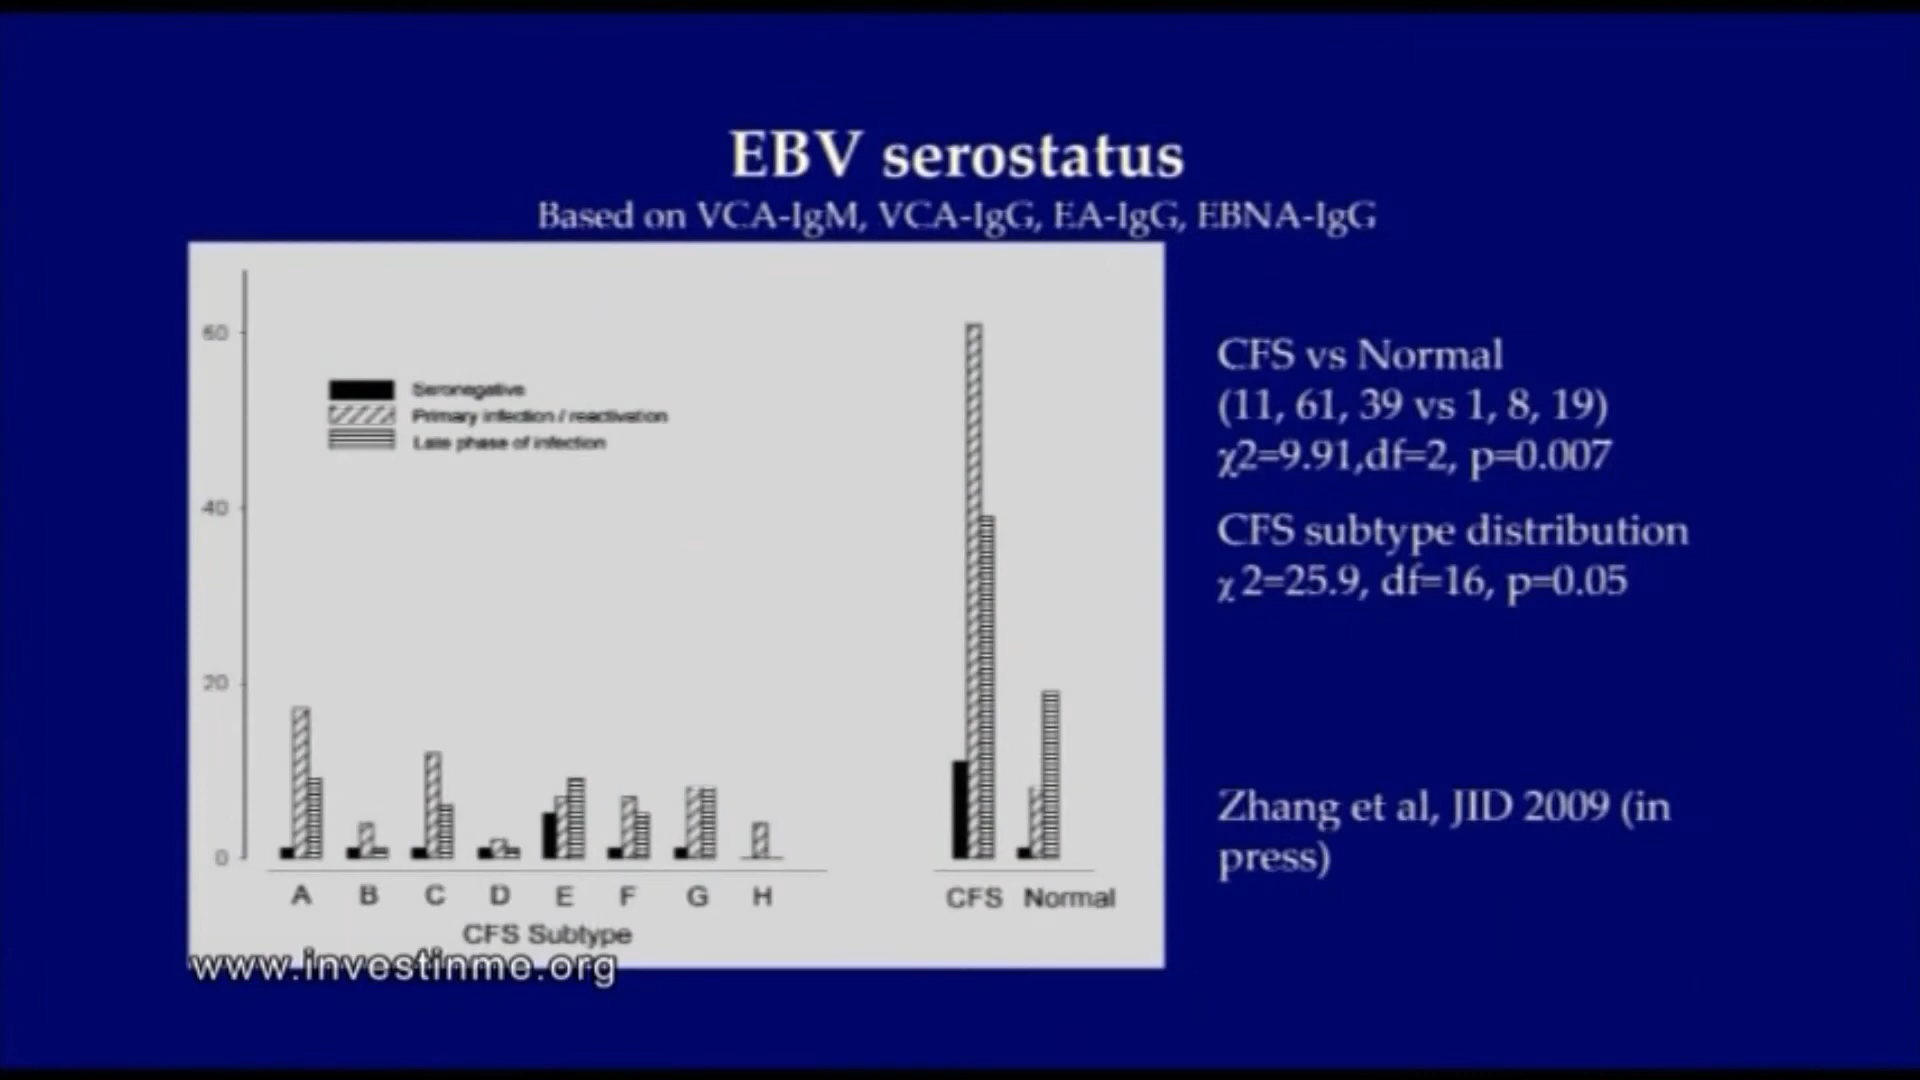 EBV serostatus
Based on VCA-IgM, VCA-IgG, EA-IgG, EBNA-IgG
60
40
20
0
Seronegative
Primary infection / reactivation
Late phase of infection
A B C D E F G H
CFS Subtype
CFS Normal
CFS vs Normal
(11, 61, 39 vs 1, 8, 19)
χ2=9.91,df=2, p=0.007
CFS subtype distribution
χ 2=25.9, df=16, p=0.05
Zhang et al, JID 2009 (in
press)
www.investinme.org